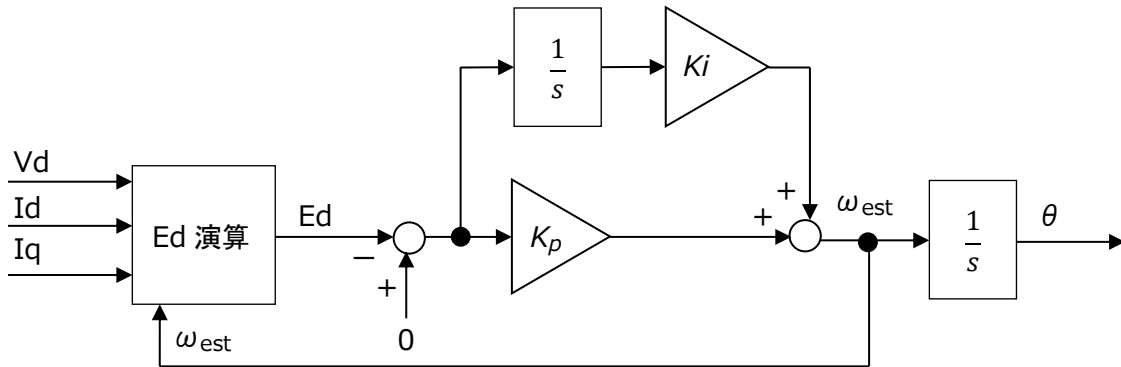 1
s
Ki
Vd
Id
Iq
Ed 演算
Ed
−
+
0
Kp
+
+
ωest
1
s
θ
ωest